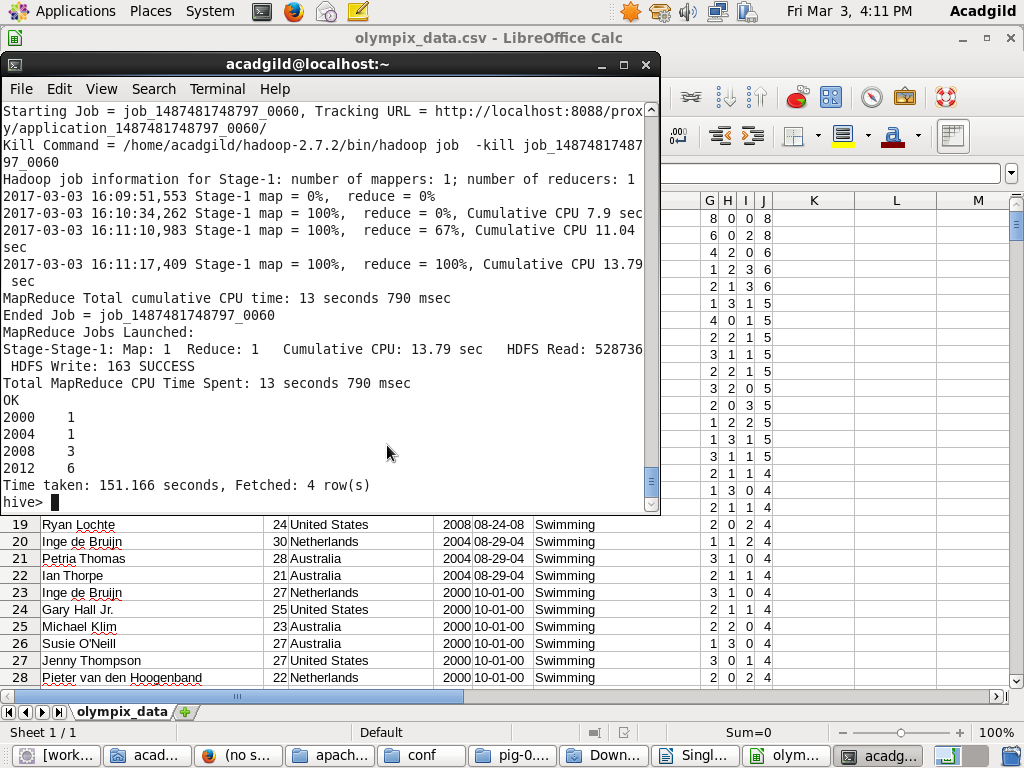 Applications Places System Fri Mar 3, 4:11 PM Acadgild
olympix_data.csv - LibreOffice Calc
acadgild@localhost:~
File Edit View Search Terminal Help
Starting Job = job_1487481748797_0060, Tracking URL = http://localhost:8088/prox
y/application_1487481748797_0060/
Kill Command = /home/acadgild/hadoop-2.7.2/bin/hadoop job  -kill job_14874817487
97_0060
Hadoop job information for Stage-1: number of mappers: 1; number of reducers: 1
2017-03-03 16:09:51,553 Stage-1 map = 0%,  reduce = 0%
2017-03-03 16:10:34,262 Stage-1 map = 100%,  reduce = 0%, Cumulative CPU 7.9 sec
2017-03-03 16:11:10,983 Stage-1 map = 100%,  reduce = 67%, Cumulative CPU 11.04
sec
2017-03-03 16:11:17,409 Stage-1 map = 100%,  reduce = 100%, Cumulative CPU 13.79
sec
MapReduce Total cumulative CPU time: 13 seconds 790 msec
Ended Job = job_1487481748797_0060
MapReduce Jobs Launched:
Stage-Stage-1: Map: 1  Reduce: 1   Cumulative CPU: 13.79 sec   HDFS Read: 528736
HDFS Write: 163 SUCCESS
Total MapReduce CPU Time Spent: 13 seconds 790 msec
OK
2000 1
2004 1
2008 3
2012 6
Time taken: 151.166 seconds, Fetched: 4 row(s)
hive>
G H I J K L M
8 0 0 8
6 0 2 8
4 2 0 6
1 2 3 6
2 1 3 6
1 3 1 5
4 0 1 5
2 2 1 5
3 1 1 5
2 2 1 5
3 2 0 5
2 0 3 5
1 2 2 5
1 3 1 5
3 1 1 5
2 1 1 4
1 3 0 4
2 1 1 4
19 Ryan Lochte 24 United States 2008 08-24-08 Swimming 2 0 2 4
20 Inge de Bruijn 30 Netherlands 2004 08-29-04 Swimming 1 1 2 4
21 Petria Thomas 28 Australia 2004 08-29-04 Swimming 3 1 0 4
22 Ian Thorpe 21 Australia 2004 08-29-04 Swimming 2 1 1 4
23 Inge de Bruijn 27 Netherlands 2000 10-01-00 Swimming 3 1 0 4
24 Gary Hall Jr. 25 United States 2000 10-01-00 Swimming 2 1 1 4
25 Michael Klim 23 Australia 2000 10-01-00 Swimming 2 2 0 4
26 Susie O'Neill 27 Australia 2000 10-01-00 Swimming 1 3 0 4
27 Jenny Thompson 27 United States 2000 10-01-00 Swimming 3 0 1 4
28 Pieter van den Hoogenband 22 Netherlands 2000 10-01-00 Swimming 2 0 2 4
olympix_data
Sheet 1 / 1 Default Sum=0 100%
[work... acad... (no s... apach... conf pig-0.... Down... Singl... olym... acadg...